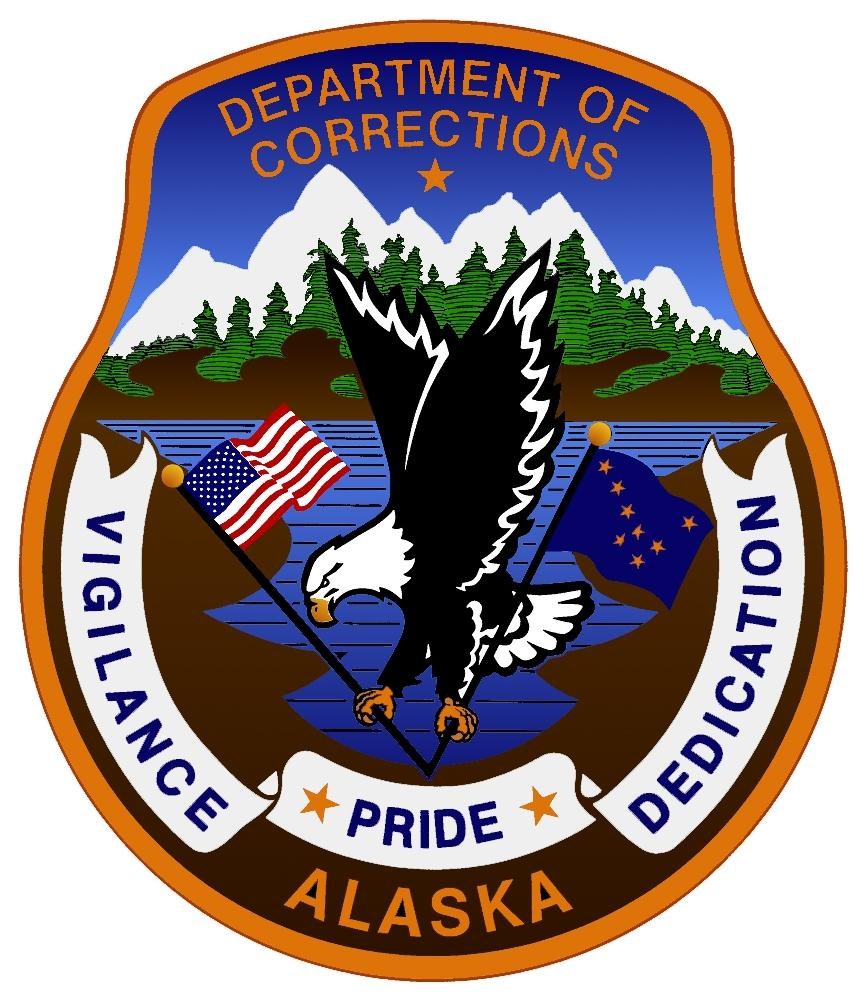 DEPARTMENT OF
CORRECTIONS
VIGILANCE
PRIDE
DEDICATION
ALASKA